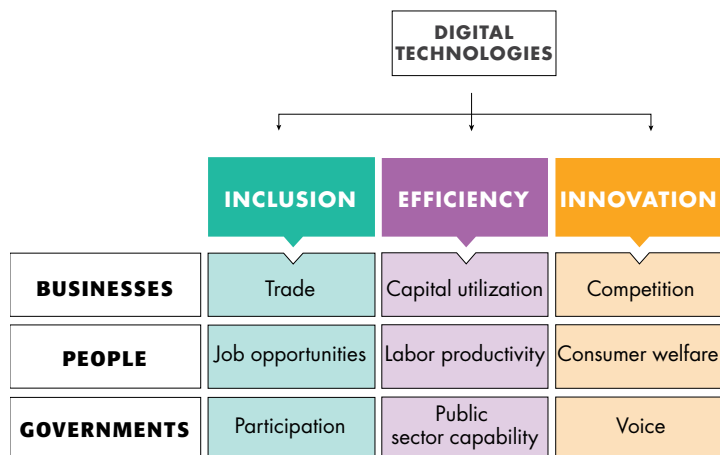 DIGITAL
TECHNOLOGIES
INCLUSION
EFFICIENCY
INNOVATION
BUSINESSES
Trade
Capital utilization
Competition
PEOPLE
Job opportunities
Labor productivity
Consumer welfare
GOVERNMENTS
Participation
Public
sector capability
Voice